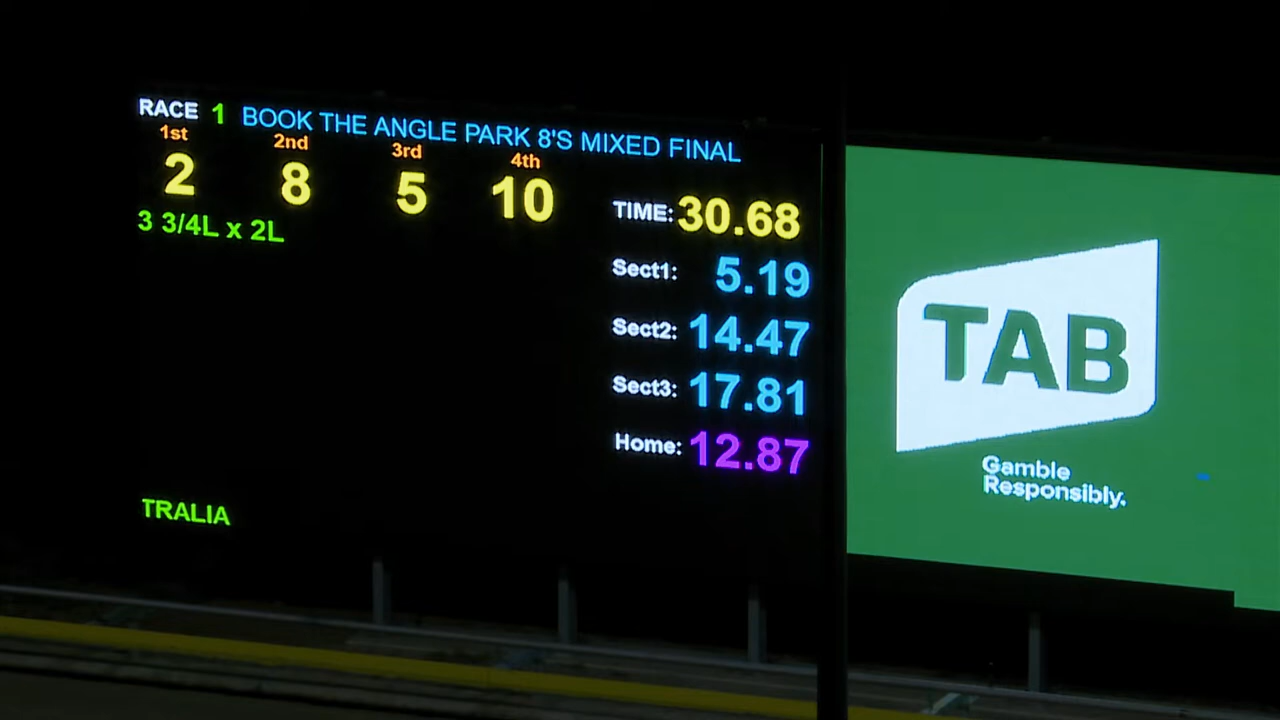 RACE 1 BOOK THE ANGLE PARK 8'S MIXED FINAL
1st 2nd 3rd 4th
2 8 5 10
3 3/4L x 2L
TIME: 30.68
Sect1: 5.19
Sect2: 14.47
Sect3: 17.81
Home: 12.87
TRALIA
TAB
Gamble
Responsibly.